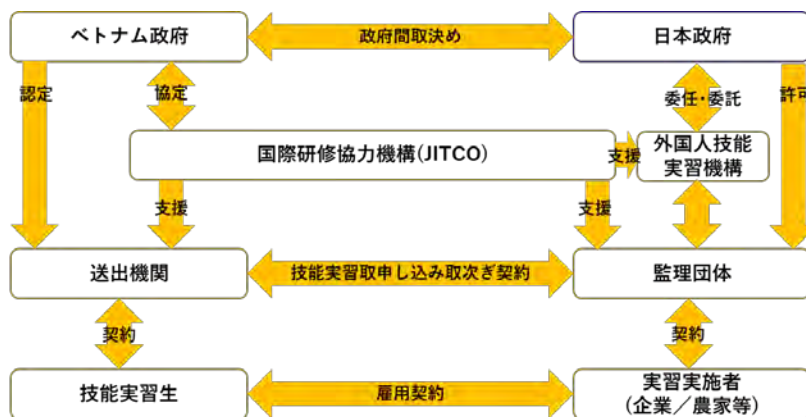 ベトナム政府
政府間取決め
日本政府
認定
協定
委任・委託
許可
国際研修協力機構(JITCO)
支援
外国人技能
実習機構
支援
支援
送出機関
技能実習取申し込み取次ぎ契約
監理団体
契約
契約
技能実習生
雇用契約
実習実施者
(企業／農家等)